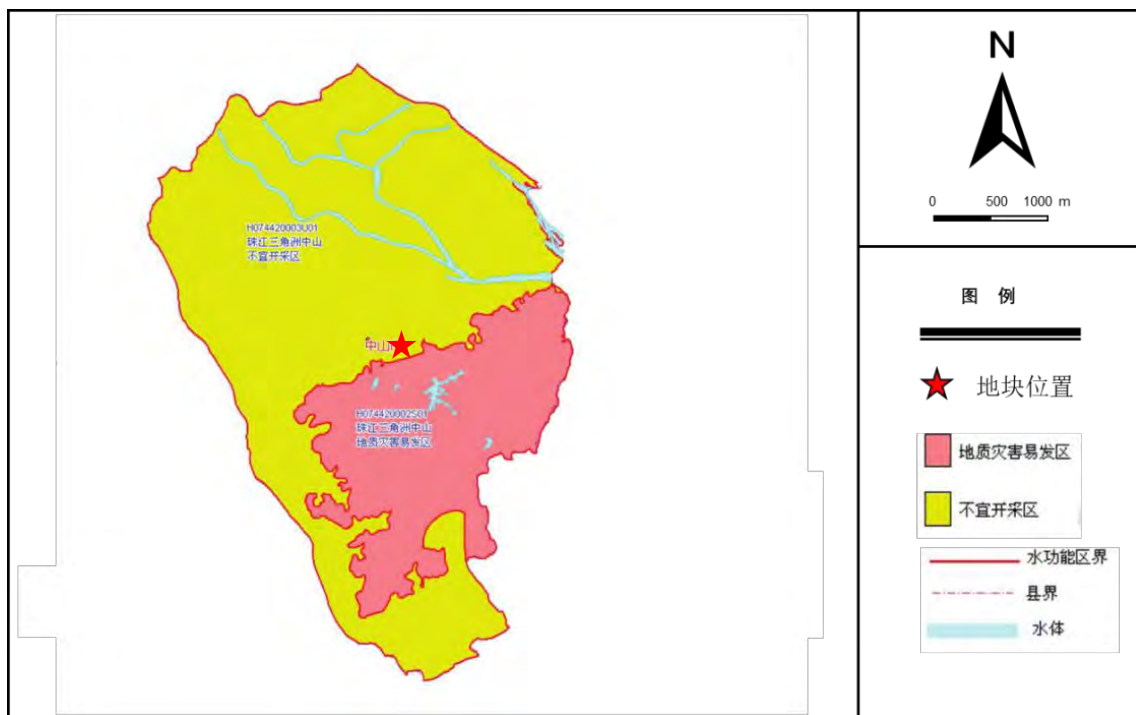 H074420003U01
珠江三角洲中山
不宜开采区
中山
H074420002S01
珠江三角洲中山
地质灾害易发区
N
0 500 1000 m
图 例
地块位置
地质灾害易发区
不宜开采区
水功能区界
县界
水体